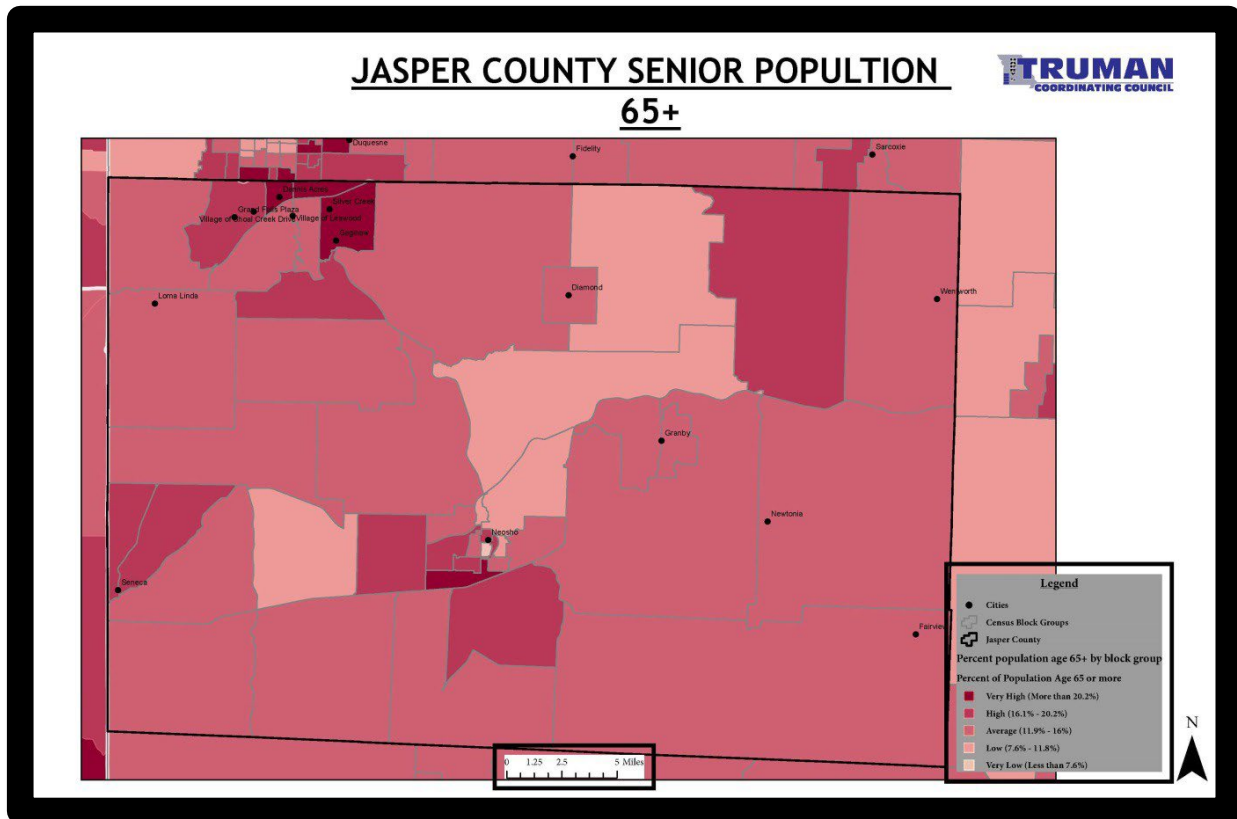 JASPER COUNTY SENIOR POPULTION
65+
TRUMAN
COORDINATING COUNCIL
Duquesne
Fidelity
Sarcoxie
Dennis Acres
Silver Creek
Grand Falls Plaza
Village of Shoal Creek Drive
Village of Leawood
Saginaw
Loma Linda
Diamond
Wentworth
Granby
Newtonia
Neosho
Seneca
Fairview
Legend
Cities
Census Block Groups
Jasper County
Percent population age 65+ by block group
Percent of Population Age 65 or more
Very High (More than 20.2%)
High (16.1% - 20.2%)
Average (11.9% - 16%)
Low (7.6% - 11.8%)
Very Low (Less than 7.6%)
N
0 1.25 2.5 5 Miles